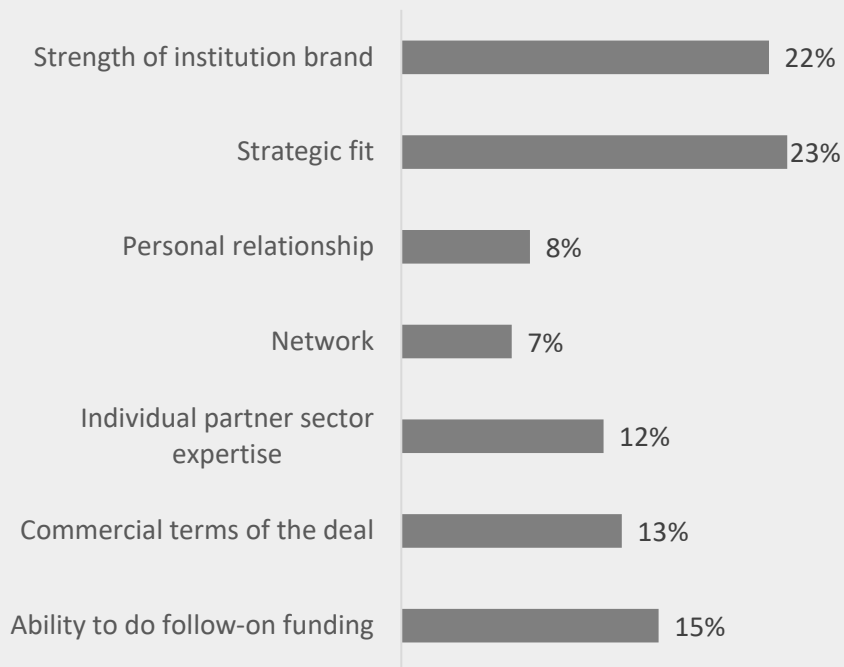 Strength of institution brand
22%
Strategic fit
23%
Personal relationship
8%
Network
7%
Individual partner sector
expertise
12%
Commercial terms of the deal
13%
Ability to do follow-on funding
15%